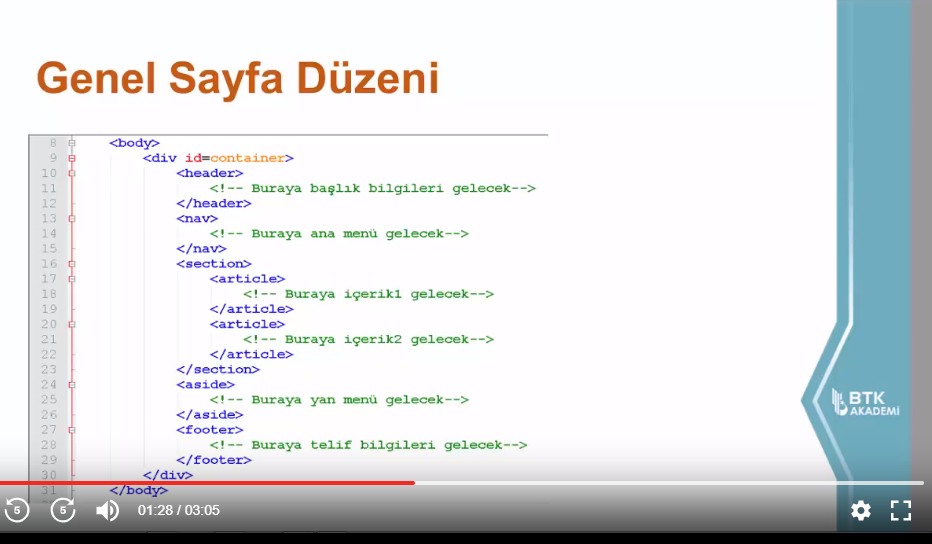 Genel Sayfa Düzeni
8 <body>
9 <div id=container>
10 <header>
11 <!-- Buraya başlık bilgileri gelecek-->
12 </header>
13 <nav>
14 <!-- Buraya ana menü gelecek-->
15 </nav>
16 <section>
17 <article>
18 <!-- Buraya içerik1 gelecek-->
19 </article>
20 <article>
21 <!-- Buraya içerik2 gelecek-->
22 </article>
23 </section>
24 <aside>
25 <!-- Buraya yan menü gelecek-->
26 </aside>
27 <footer>
28 <!-- Buraya telif bilgileri gelecek-->
29 </footer>
30 </div>
31 </body>
BTK
AKADEMİ
5 5 01:28 / 03:05